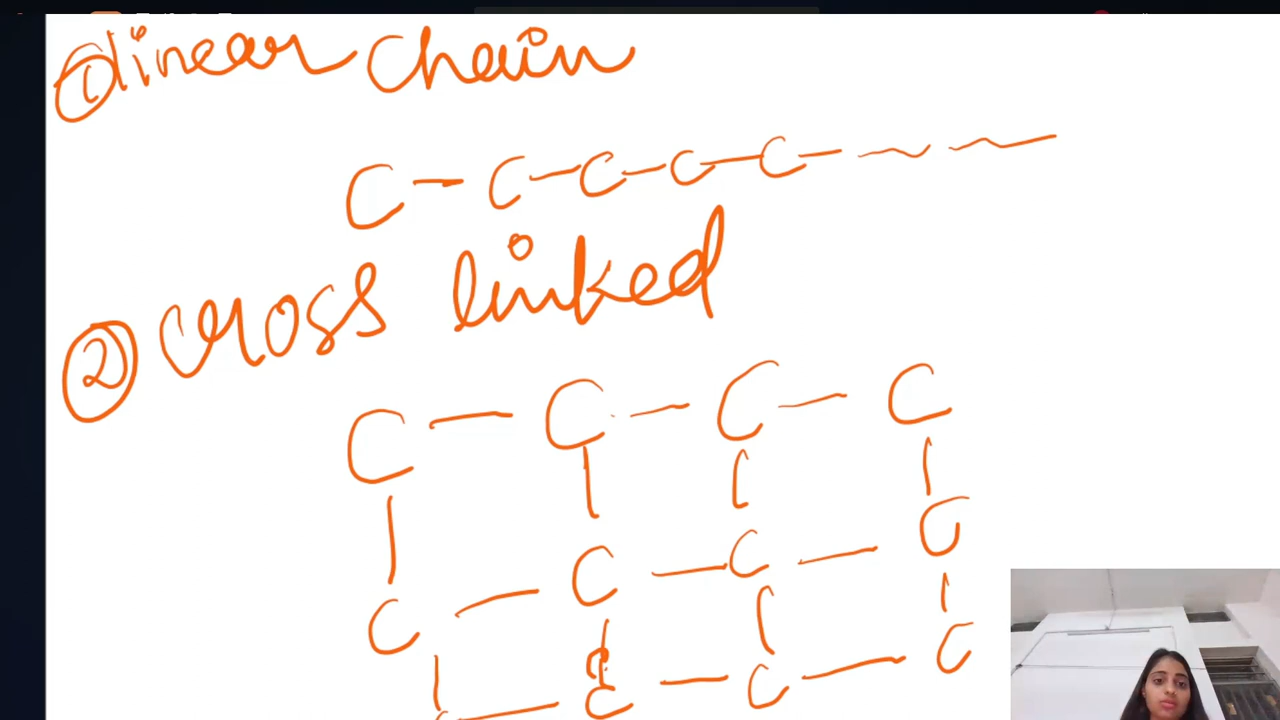 ① linear chain
C - C - C - C - C -
② Cross linked
C - C - C - C
C - C - C - C
C - C - C - C